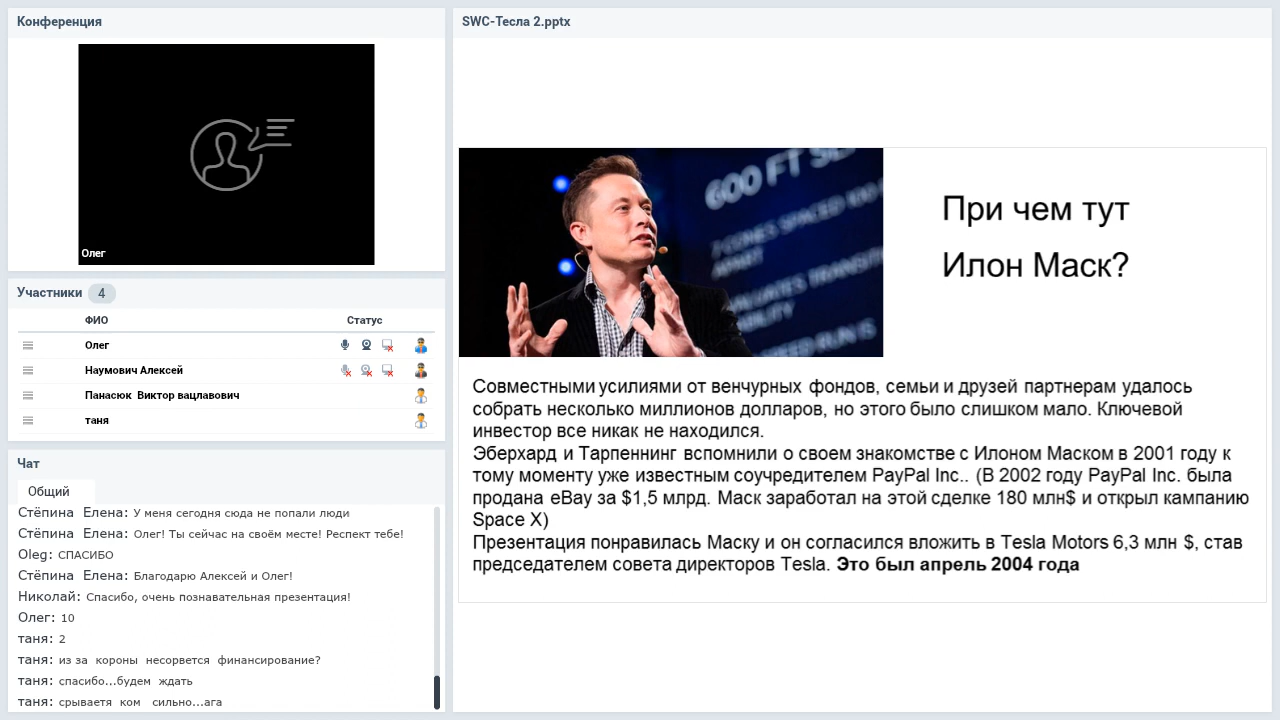 Конференция
Олег
Участники 4
ФИО Статус
Олег
Наумович Алексей
Панасюк Виктор вацлавович
таня
Чат
Общий
Стёпина Елена: У меня сегодня сюда не попали люди
Стёпина Елена: Олег! Ты сейчас на своём месте! Респект тебе!
Oleg: СПАСИБО
Стёпина Елена: Благодарю Алексей и Олег!
Николай: Спасибо, очень познавательная презентация!
Олег: 10
таня: 2
таня: из за короны несорвется финансирование?
таня: спасибо...будем ждать
таня: срываетя ком сильно...ага
SWC-Тесла 2.pptx
600 FT
При чем тут
Илон Маск?
Совместными усилиями от венчурных фондов, семьи и друзей партнерам удалось
собрать несколько миллионов долларов, но этого было слишком мало. Ключевой
инвестор все никак не находился.
Эберхард и Тарпеннинг вспомнили о своем знакомстве с Илоном Маском в 2001 году к
тому моменту уже известным соучредителем PayPal Inc.. (В 2002 году PayPal Inc. была
продана eBay за $1,5 млрд. Маск заработал на этой сделке 180 млн$ и открыл кампанию
Space X)
Презентация понравилась Маску и он согласился вложить в Tesla Motors 6,3 млн $, став
председателем совета директоров Tesla. Это был апрель 2004 года